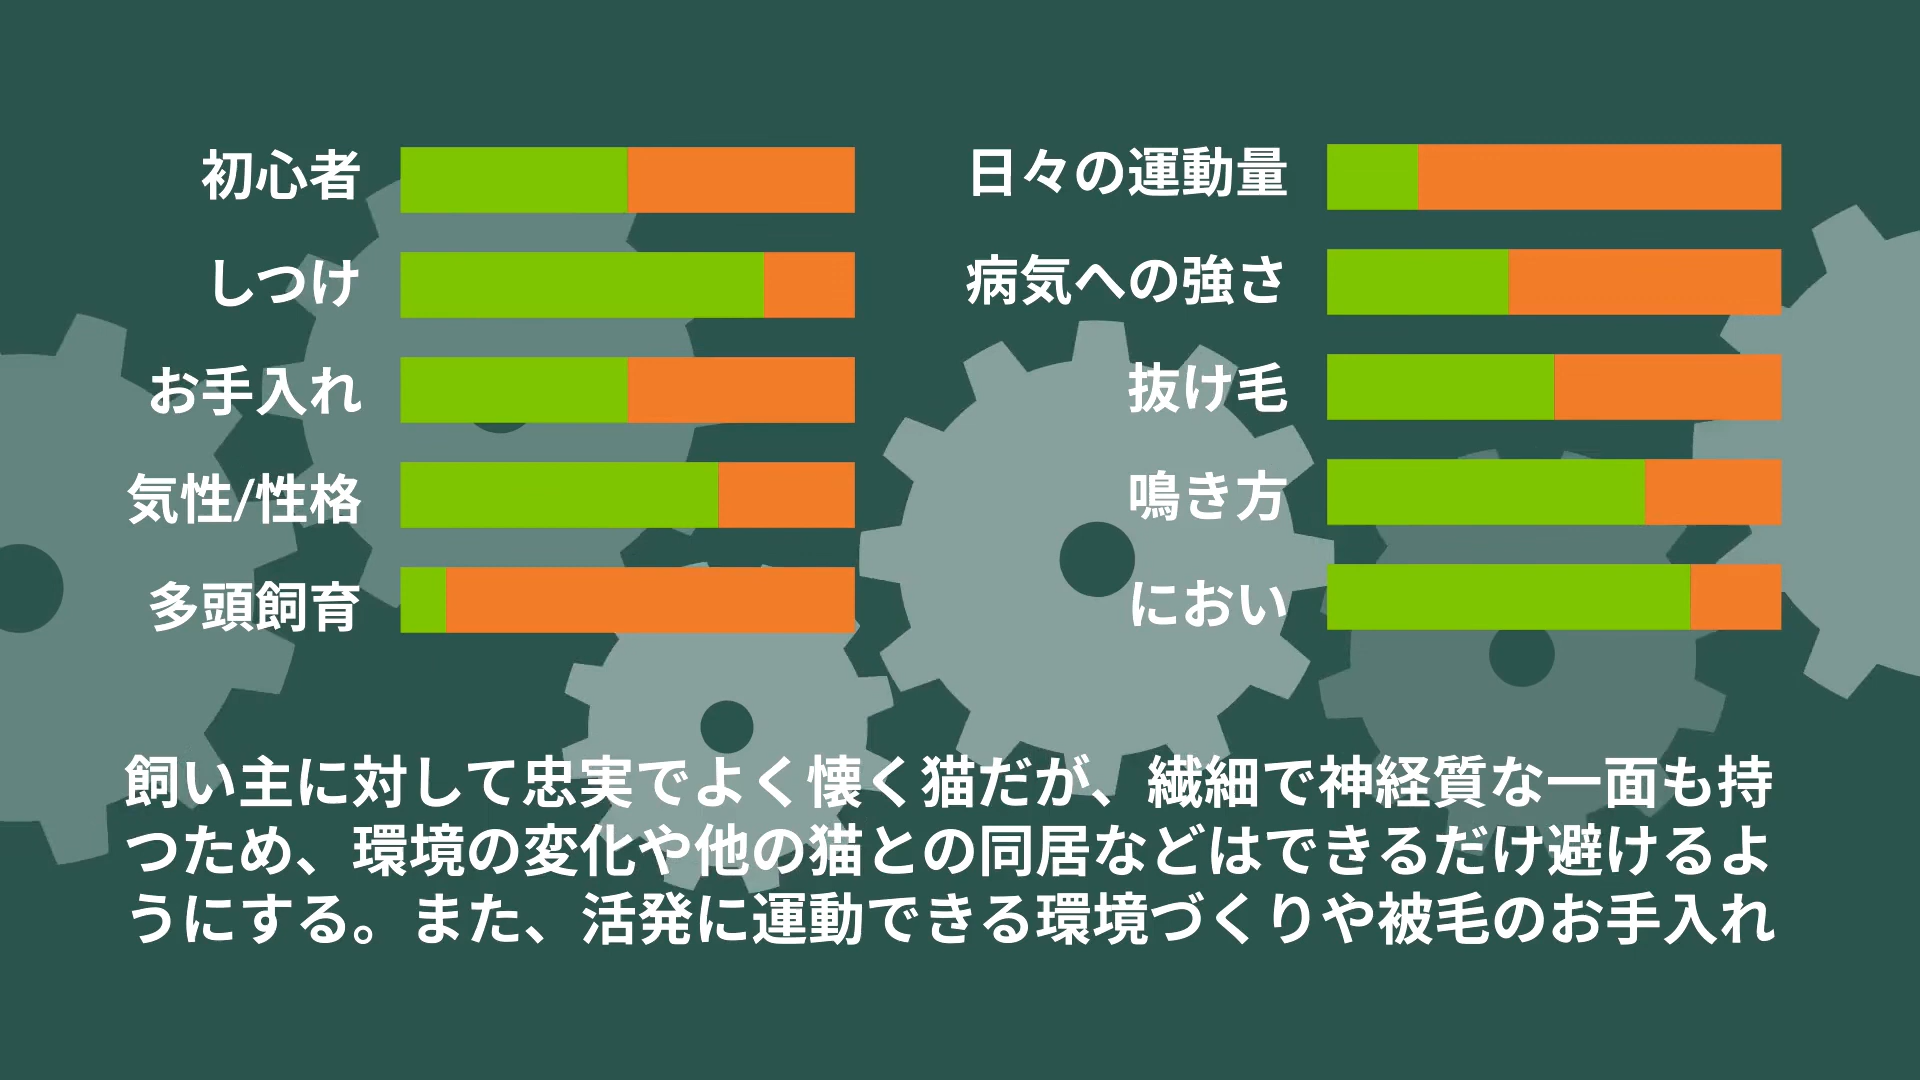 初心者
しつけ
お手入れ
気性/性格
多頭飼育
日々の運動量
病気への強さ
抜け毛
鳴き方
におい
飼い主に対して忠実でよく懐く猫だが、繊細で神経質な一面も持
つため、環境の変化や他の猫との同居などはできるだけ避けるよ
うにする。また、活発に運動できる環境づくりや被毛のお手入れ